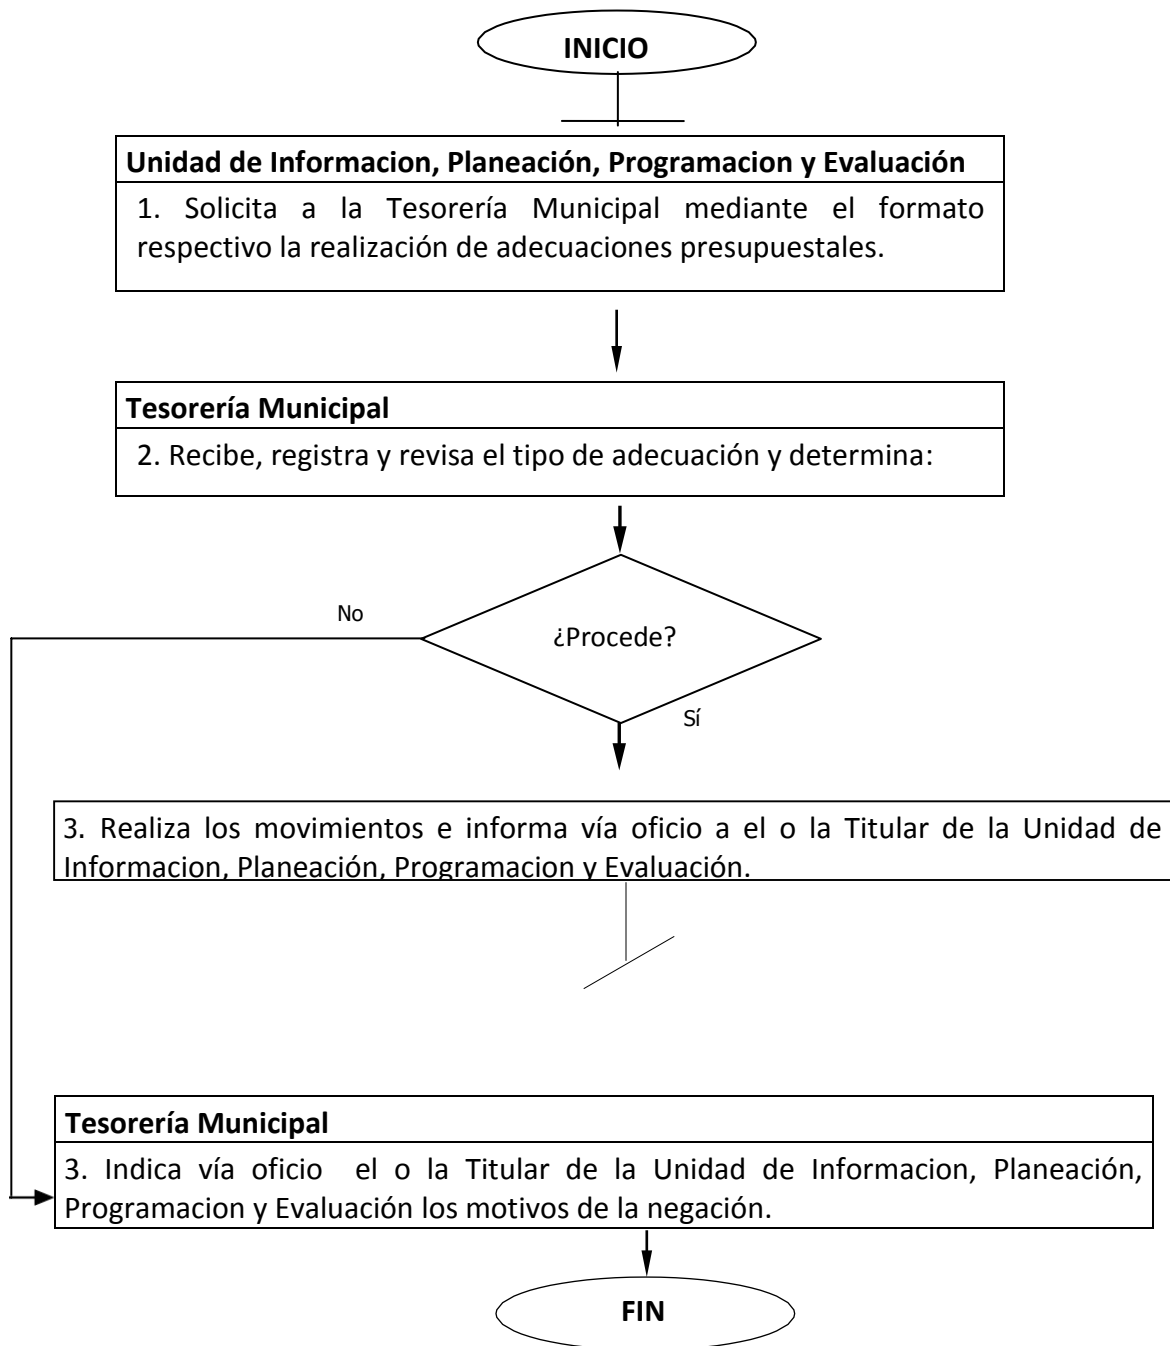 INICIO
Unidad de Informacion, Planeación, Programacion y Evaluación
1. Solicita a la Tesorería Municipal mediante el formato
respectivo la realización de adecuaciones presupuestales.
Tesorería Municipal
2. Recibe, registra y revisa el tipo de adecuación y determina:
No
¿Procede?
Sí
3. Realiza los movimientos e informa vía oficio a el o la Titular de la Unidad de
Informacion, Planeación, Programacion y Evaluación.
Tesorería Municipal
3. Indica vía oficio el o la Titular de la Unidad de Informacion, Planeación,
Programacion y Evaluación los motivos de la negación.
FIN